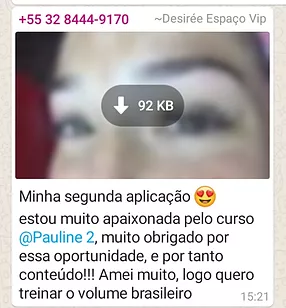 +55 32 8444-9170 ~Desirée Espaço Vip
92 KB
Minha segunda aplicação 😍
estou muito apaixonada pelo curso
@Pauline 2, muito obrigado por
essa oportunidade, e por tanto
conteúdo!!! Amei muito, logo quero
treinar o volume brasileiro
15:21